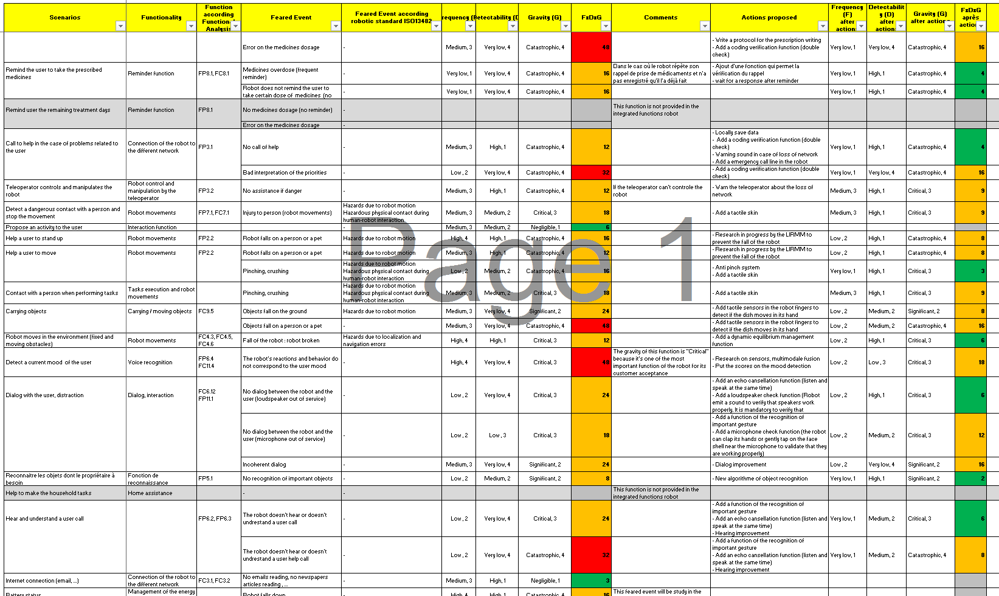 Scenarios
Functionality
Function
according
Functional
Analysis
Feared Event
Feared Event according
robotic standard ISO13482
requency (F
Detectability (D
Gravity (G)
FxDxG
Comments
Actions proposed
Frequency
(F)
after
action
Detectabilit
y (D)
after
action
Gravity (G)
after action
FxDxG
après
action
Error on the medicines dosage
-
Medium, 3
Very low, 4
Catastrophic, 4
48
- Write a protocol for the prescription writing
- Add a coding verification function (double
check)
Very low, 1
Very low, 4
Catastrophic, 4
16
Remind the user to take the prescribed
medicines
Reminder function
FP8.1, FC8.1
Medicines overdose (frequent
reminder)
-
Very low, 1
Very low, 4
Catastrophic, 4
16
Dans le cas où le robot répète son
rappel de prise de médicaments et n'a
pas enregistré qu'il l'a déjà fait
- Ajout d'une fonction qui permet la
vérification du rappel
- wait for a response after reminder
Very low, 1
High, 1
Catastrophic, 4
4
Robot does not remind the user to
take certain dose of medicines (no
-
Very low, 1
Very low, 4
Catastrophic, 4
16
Very low, 1
High, 1
Catastrophic, 4
4
Remind user the remaining treatment days
Reminder function
FP8.1
No medicines dosage (no reminder)
-
This function is not provided in the
integrated functions robot
Error on the medicines dosage
-
Call to help in the case of problems related to
the user
Connection of the robot to
the different network
FP3.1
No call of help
-
Medium, 3
High, 1
Catastrophic, 4
12
- Locally save data
- Add a coding verification function (double
check)
- Warning sound in case of loss of network
- Add a emergency call line in the robot
Very low, 1
High, 1
Catastrophic, 4
4
Bad interpretation of the priorities
-
Low , 2
Very low, 4
Catastrophic, 4
32
- Add a coding verification function (double
check)
Very low, 1
Very low, 4
Catastrophic, 4
16
Teleoperator controls and manipulates the
robot
Robot control and
manipulation by the
teleoperator
FP3.2
No assistance if danger
-
Medium, 3
High, 1
Catastrophic, 4
12
If the teleoperator can't controle the
robot
- Warn the teleoperator about the loss of
network
Medium, 3
High, 1
Critical, 3
9
Detect a dangerous contact with a person and
stop the movement
Robot movements
FP7.1, FC7.1
Injury to person (robot movements)
Hazards due to robot motion
Hazardous physical contact during
human-robot interaction
Medium, 3
Medium, 2
Critical, 3
18
- Add a tactile skin
Medium, 3
High, 1
Critical, 3
9
Propose an activity to the user
Interaction function
-
Medium, 3
Medium, 2
Negligible, 1
6
Help a user to stand up
Robot movements
FP2.2
Robot falls on a person or a pet
Hazards due to robot motion
High, 4
High, 1
Catastrophic, 4
16
- Research in progress by the LIRMM to
prevent the fall of the robot
Low , 2
High, 1
Catastrophic, 4
8
Help a user to move
Robot movements
FP2.2
Robot falls on a person or a pet
Hazards due to robot motion
Medium, 3
High, 1
Catastrophic, 4
12
- Research in progress by the LIRMM to
prevent the fall of the robot
Low , 2
High, 1
Catastrophic, 4
8
Pinching, crushing
Hazards due to robot motion
Hazardous physical contact during
human-robot interaction
Low , 2
Medium, 2
Catastrophic, 4
16
- Anti pinch system
- Add a tactile skin
Very low, 1
High, 1
Critical, 3
3
Contact with a person when performing tasks
Tasks execution and robot
movements
Pinching, crushing
Hazards due to robot motion
Hazardous physical contact during
human-robot interaction
Medium, 3
Medium, 2
Critical, 3
18
- Add a tactile skin
Medium, 3
High, 1
Critical, 3
9
Carrying objects
Carrying / moving objects
FC9.5
Objects fall on the ground
Hazards due to robot motion
Medium, 3
Very low, 4
Significant, 2
24
- Add tactile sensors in the robot fingers to
detect if the dish moves in its hand
Low , 2
Medium, 2
Significant, 2
8
Objects fall on a person or a pet
Medium, 3
Very low, 4
Catastrophic, 4
48
- Add tactile sensors in the robot fingers to
detect if the dish moves in its hand
Low , 2
Medium, 2
Catastrophic, 4
16
Robot moves in the environment (fixed and
moving obstacles)
Robot movements
FC4.3, FC4.5,
FC4.6
Fall of the robot : robot broken
Hazards due to localization and
navigation errors
High, 4
High, 1
Critical, 3
12
- Add a dynamic equilibrium management
function
Low , 2
High, 1
Critical, 3
6
Detect a current mood of the user
Voice recognition
FP6.4
FC11.4
The robot's reactions and behavior do
not correspond to the user mood
-
High, 4
Very low, 4
Critical, 3
48
The gravity of this function is "Critical"
because it's one of the most
important function of the robot for its
customer acceptance
- Research on sensors, multimodale fusion
- Put the scores on the mood detection
Low , 2
Low , 3
Critical, 3
18
Dialog with the user, distraction
Dialog, interaction
FC6.12
FP11.1
No dialog between the robot and the
user (loudspeaker out of service)
-
Low , 2
Very low, 4
Critical, 3
24
- Add an echo cansellation function (listen and
speak at the same time)
- Add a loudspeaker check function (Robot
emit a sound to verify that speakers work
properly. It is mandatory to verify that
Low , 2
High, 1
Critical, 3
6
No dialog between the robot and the
user (microphone out of service)
-
Low , 2
Low , 3
Critical, 3
18
- Add a function of the recognition of
important gesture
- Add a microphone check function (the robot
can clap its hands or gently tap on the face
shell near the microphone to validate that they
are working properly)
Low , 2
Medium, 2
Critical, 3
12
Incoherent dialog
-
Medium, 3
Very low, 4
Significant, 2
24
- Dialog improvement
Low , 2
Very low, 4
Significant, 2
16
Reconnaitre les objets dont le propriétaire à
besoin
Fonction de
reconnaissance
FP5.1
No recognition of important objects
-
Low , 2
Medium, 2
Significant, 2
8
- New algorithme of object recognition
Very low, 1
High, 1
Significant, 2
2
Help to make the household tasks
Home assistance
-
-
This function is not provided in the
integrated functions robot
Hear and understand a user call
FP6.2, FP6.3
The robot doesn't hear or doesn't
undrestand a user call
-
Low , 2
Very low, 4
Critical, 3
24
- Add a function of the recognition of
important gesture
- Add an echo cansellation function (listen and
speak at the same time)
- Hearing improvement
Very low, 1
Medium, 2
Critical, 3
6
The robot doesn't hear or doesn't
undrestand a user help call
-
Low , 2
Very low, 4
Catastrophic, 4
32
- Add a function of the recognition of
important gesture
- Add an echo cansellation function (listen and
speak at the same time)
- Hearing improvement
Very low, 1
Medium, 2
Catastrophic, 4
8
Internet connection (email, ...)
Connection of the robot to
the different network
FC3.1, FC3.2
No emails reading, no newspapers
articles reading , ...
-
Medium, 3
High, 1
Negligible, 1
3
Battery status
Management of the energy
Robot falls down
-
High, 4
High, 1
Catastrophic, 4
16
This feared event will be study in the
Page 1